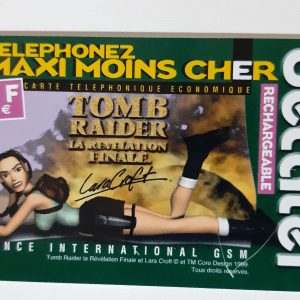 TELEPHONEZ
MAXI MOINS CHER
CARTE TELEPHONIQUE ECONOMIQUE
F
€
TOMB
RAIDER
LA RÉVÉLATION
FINALE
Lara Croft
RECHARGEABLE
NCE INTERNATIONAL GSM
Tomb Raider la Révélation Finale et Lara Croft © et TM Core Design 1999.
Tous droits réservés.